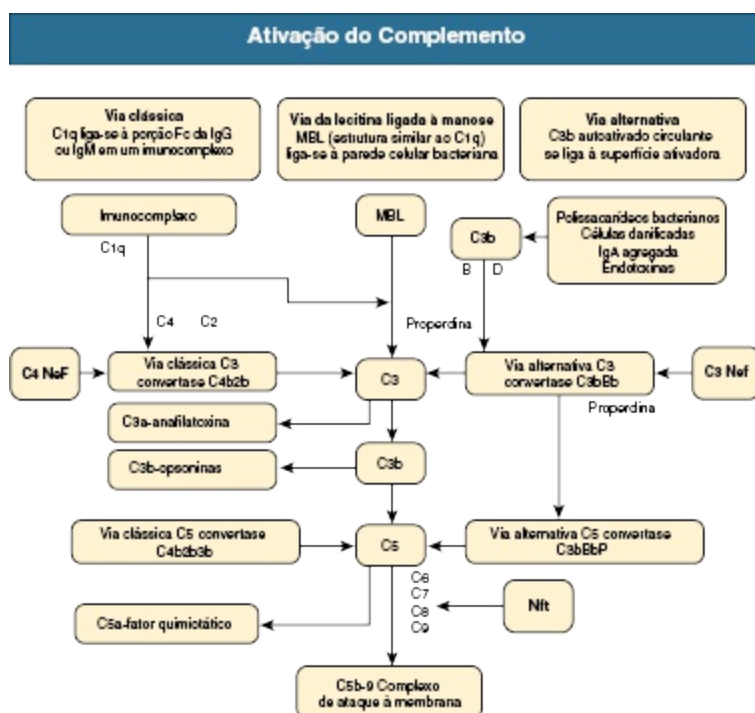 Ativação do Complemento
Via clássica
C1q liga-se à porção Fc da IgG
ou IgM em um imunocomplexo
Via da lecitina ligada à manose
MBL (estrutura similar ao C1q)
liga-se à parede celular bacteriana
Via alternativa
C3b autoativado circulante
se liga à superfície ativadora
Imunocomplexo
MBL
C3b
Polissacarídeos bacterianos
Células danificadas
IgA agregada
Endotoxinas
C1q
B D
C4 C2
Properdina
C4 NeF
Via clássica C3
convertase C4b2b
C3
Via alternativa C3
convertase C3bBb
C3 Nef
Properdina
C3a-anafilatoxina
C3b-opsoninas
C3b
Via clássica C5 convertase
C4b2b3b
C5
Via alternativa C5 convertase
C3bBbP
C6
C7
C8
C9
Nft
C5a-fator quimiotático
C5b-9 Complexo
de ataque à membrana